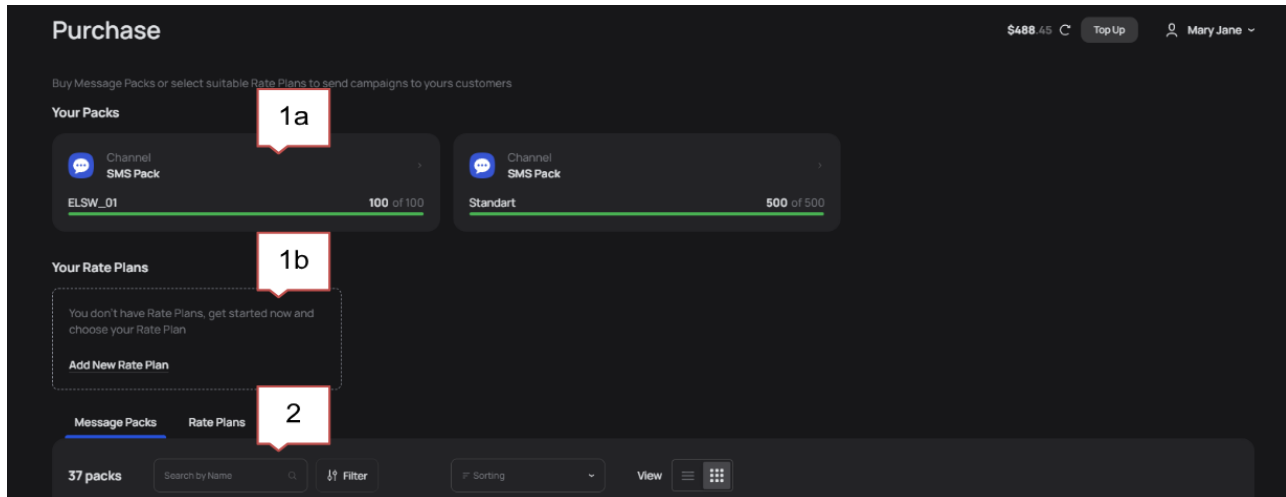 Purchase
$488.45 Top Up Mary Jane
Buy Message Packs or select suitable Rate Plans to send campaigns to yours customers
Your Packs
1a
Channel
SMS Pack
ELSW_01 100 of 100
Channel
SMS Pack
Standart 500 of 500
1b
Your Rate Plans
You don't have Rate Plans, get started now and
choose your Rate Plan
Add New Rate Plan
2
Message Packs Rate Plans
37 packs Search by Name Filter Sorting View